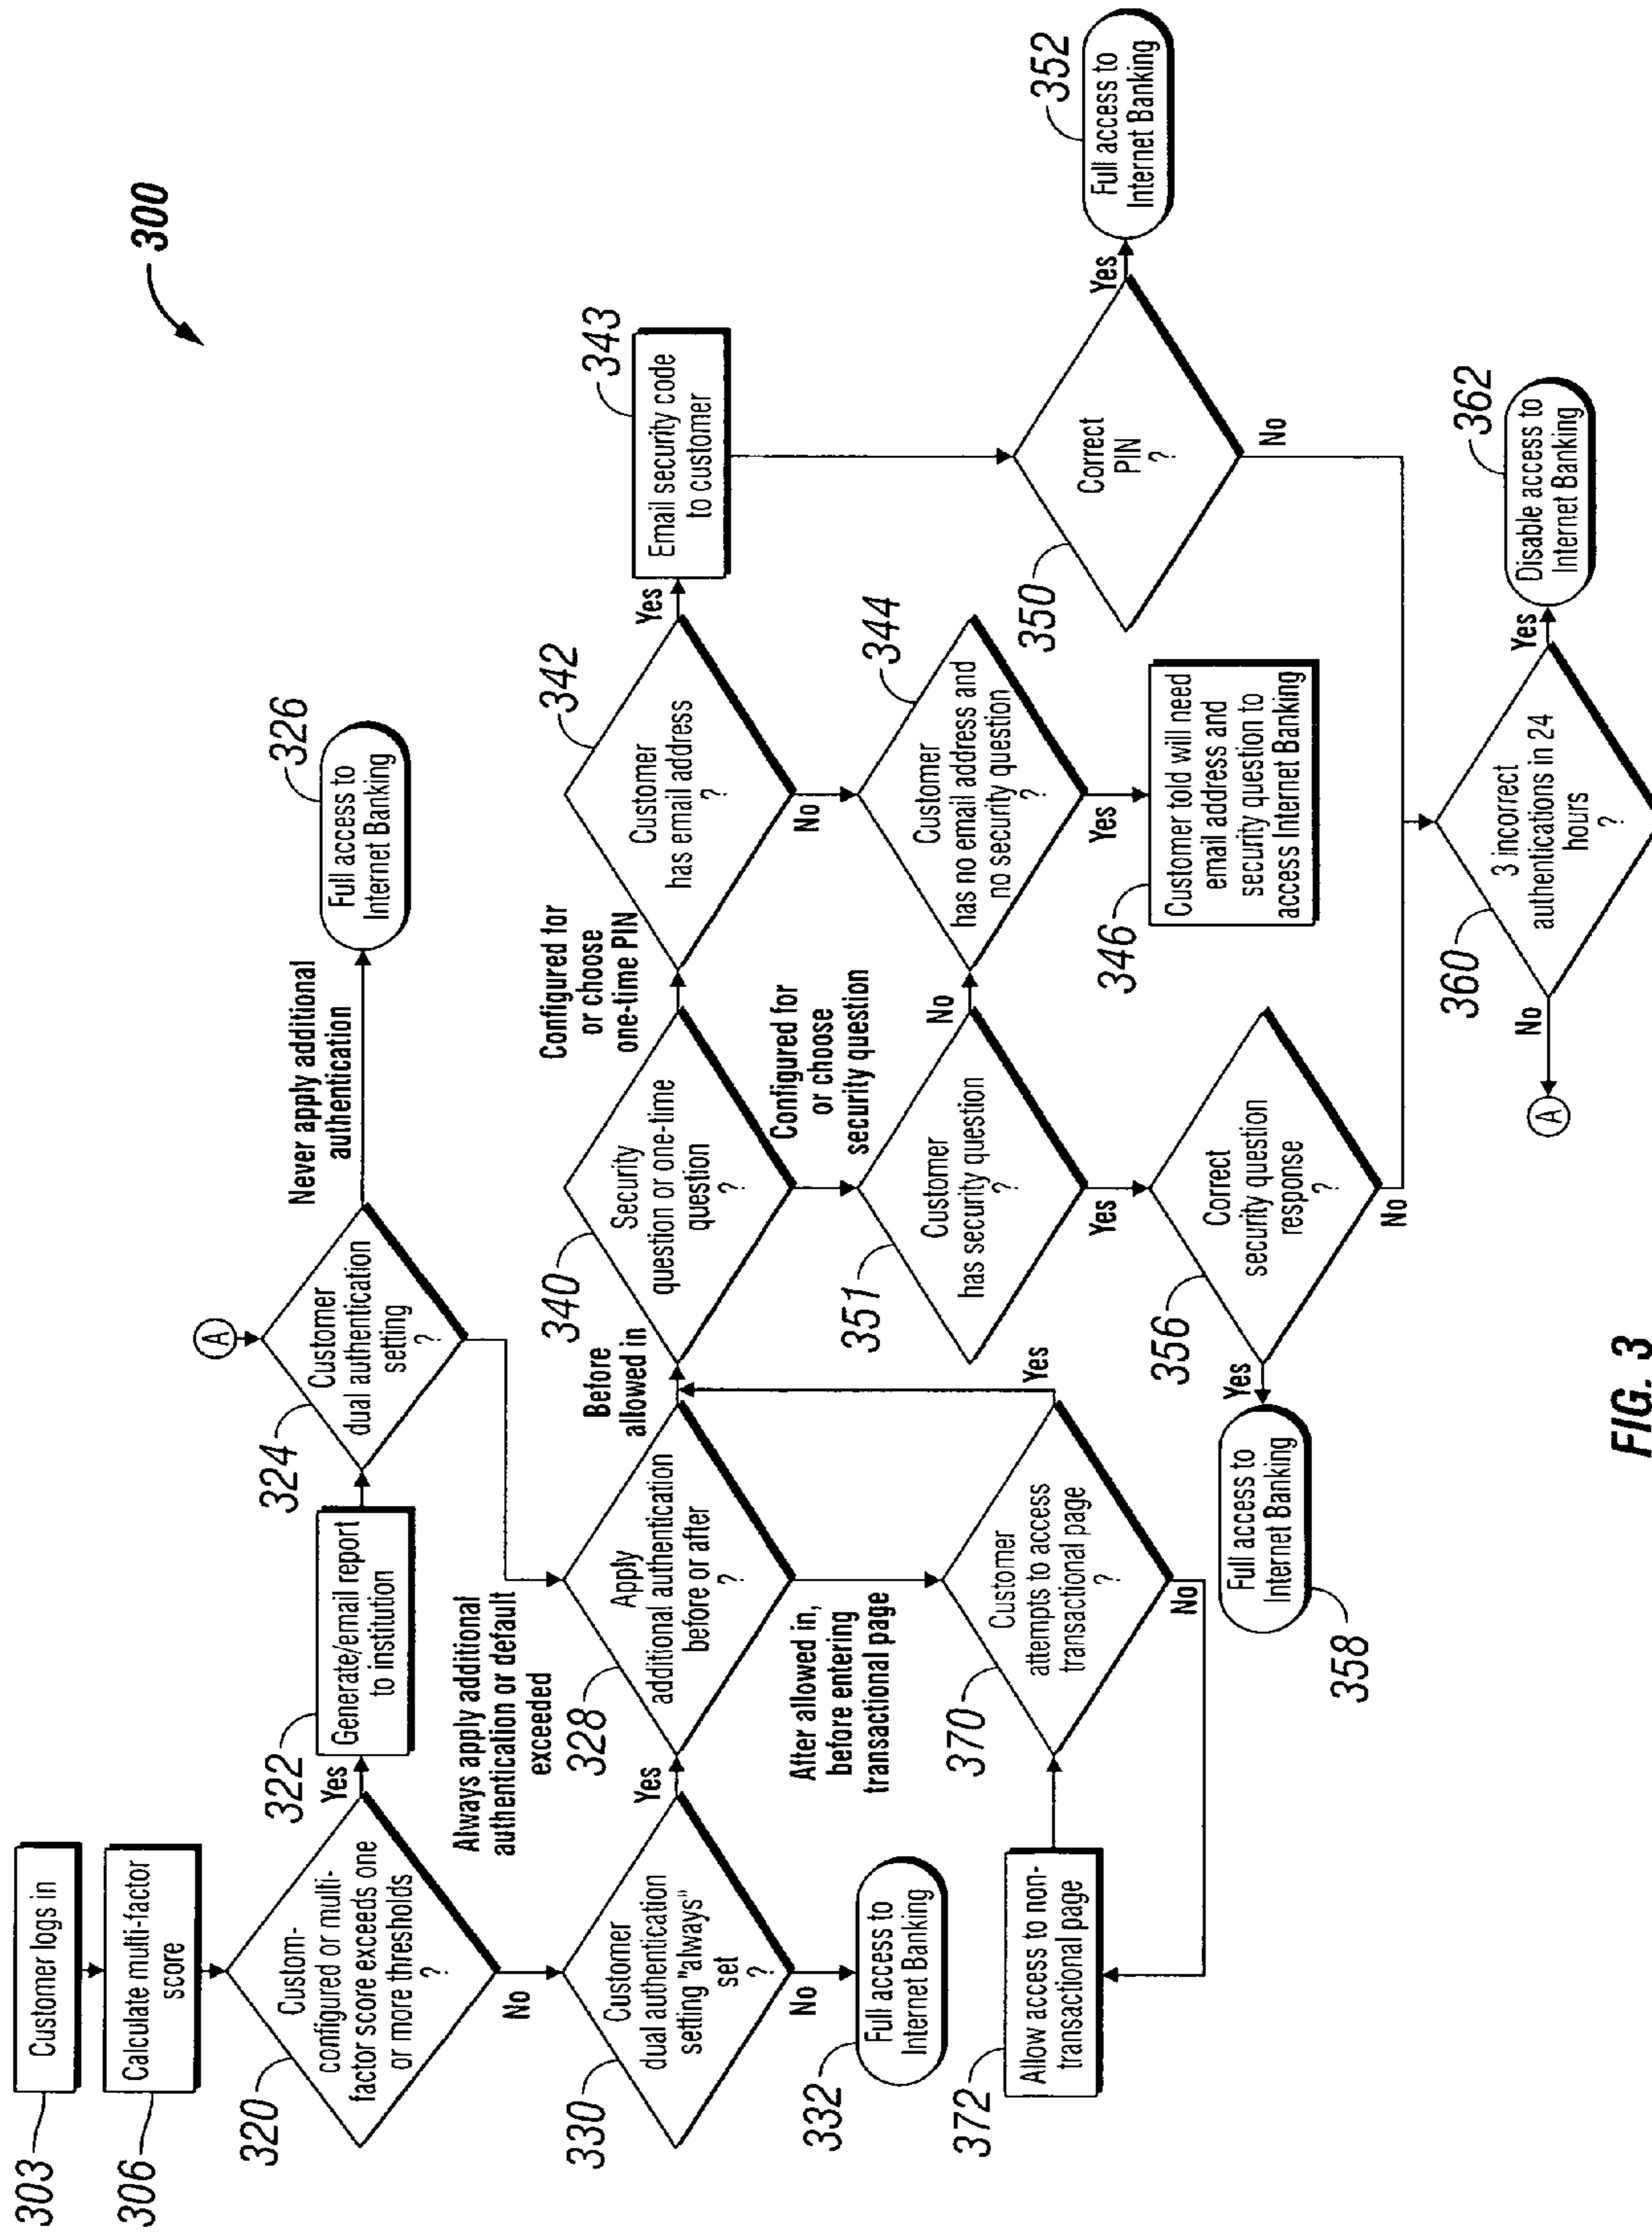 300
303
Customer logs in
306
Calculate multi-factor
score
320
Custom-
configured or multi-
factor score exceeds one
or more thresholds
?
Yes
No
322
Generate/email report
to institution
A
324
Customer
dual authentication
setting
?
Never apply additional
authentication
326
Full access to
Internet Banking
Always apply additional
authentication or default
exceeded
330
Customer
dual authentication
setting "always"
set
?
Yes
No
332
Full access to
Internet Banking
328
Apply
additional authentication
before or after
?
Before
allowed in
After allowed in,
before entering
transactional page
340
Security
question or one-time
question
?
Configured for
or choose
one-time PIN
Configured for
or choose
security question
342
Customer
has email address
?
Yes
No
343
Email security code
to customer
372
Allow access to non-
transactional page
370
Customer
attempts to access
transactional page
?
Yes
No
351
Customer
has security question
?
No
Yes
344
Customer
has no email address and
no security question
?
Yes
346
Customer told will need
email address and
security question to
access Internet Banking
350
Correct
PIN
?
Yes
No
352
Full access to
Internet Banking
356
Correct
security question
response
?
Yes
No
358
Full access to
Internet Banking
360
3 incorrect
authentications in 24
hours
?
Yes
No
A
362
Disable access to
Internet Banking
FIG. 3